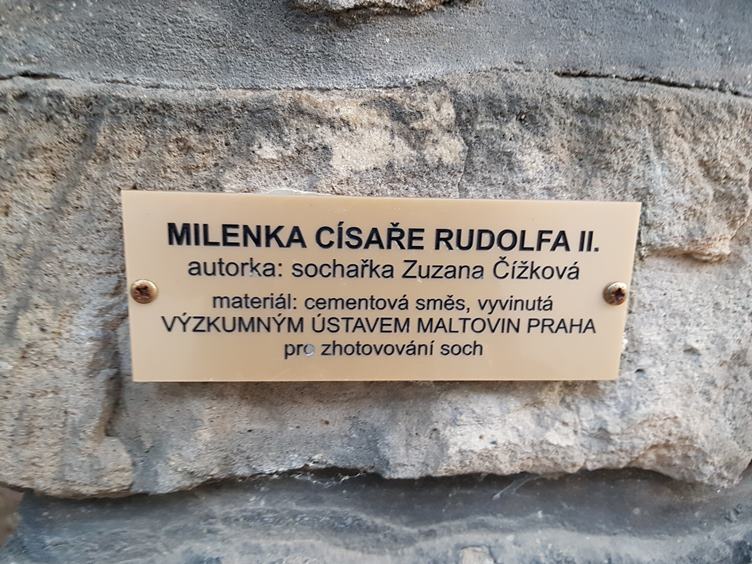 MILENKA CÍSAŘE RUDOLFA II.
autorka: sochařka Zuzana Čížková
materiál: cementová směs, vyvinutá
VÝZKUMNÝM ÚSTAVEM MALTOVIN PRAHA
pro zhotovování soch